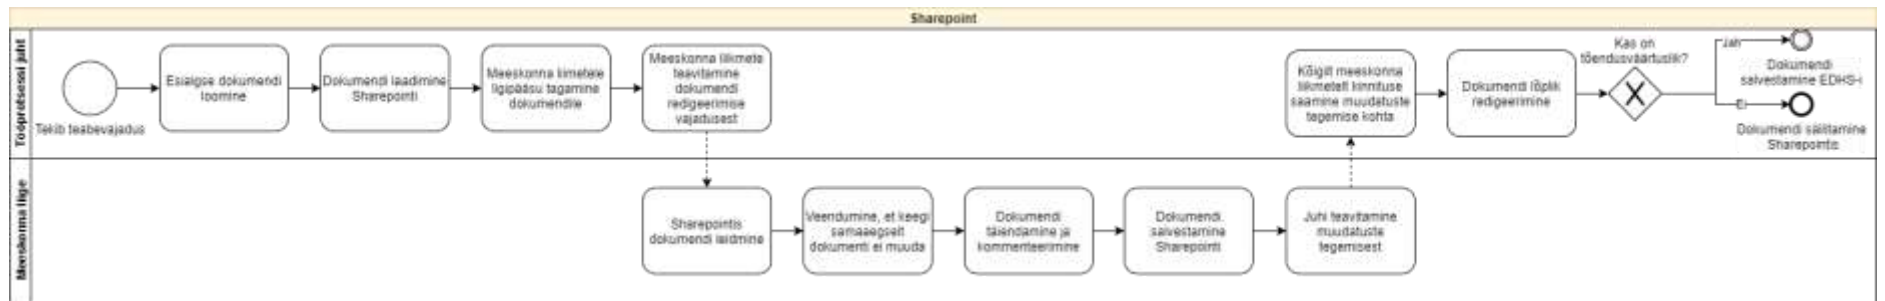 Sharepoint
Tööprotsessi juht
Tekib teabevajadus
Esialgse dokumendi
loomine
Dokumendi laadimine
Sharepointi
Meeskonna liimetele
ligipääsu tagamine
dokumendile
Meeskonna liikmete
teavitamine
dokumendi
redigeerimise
vajadusest
Kõigilt meeskonna
liikmetelt kinnituse
saamine muudatuste
tegemise kohta
Dokumendi lõplik
redigeerimine
Kas on
tõendusväärtuslik?
Jah
Dokumendi
salvestamine EDHS-i
Ei
Dokumendi säilitamine
Sharepointis
Meeskonna liige
Sharepointis
dokumendi leidmine
Veendumine, et keegi
samaaegselt
dokumenti ei muuda
Dokumendi
täiendamine ja
kommenteerimine
Dokumendi
salvestamine
Sharepointi
Juhi teavitamine
muudatuste
tegemisest